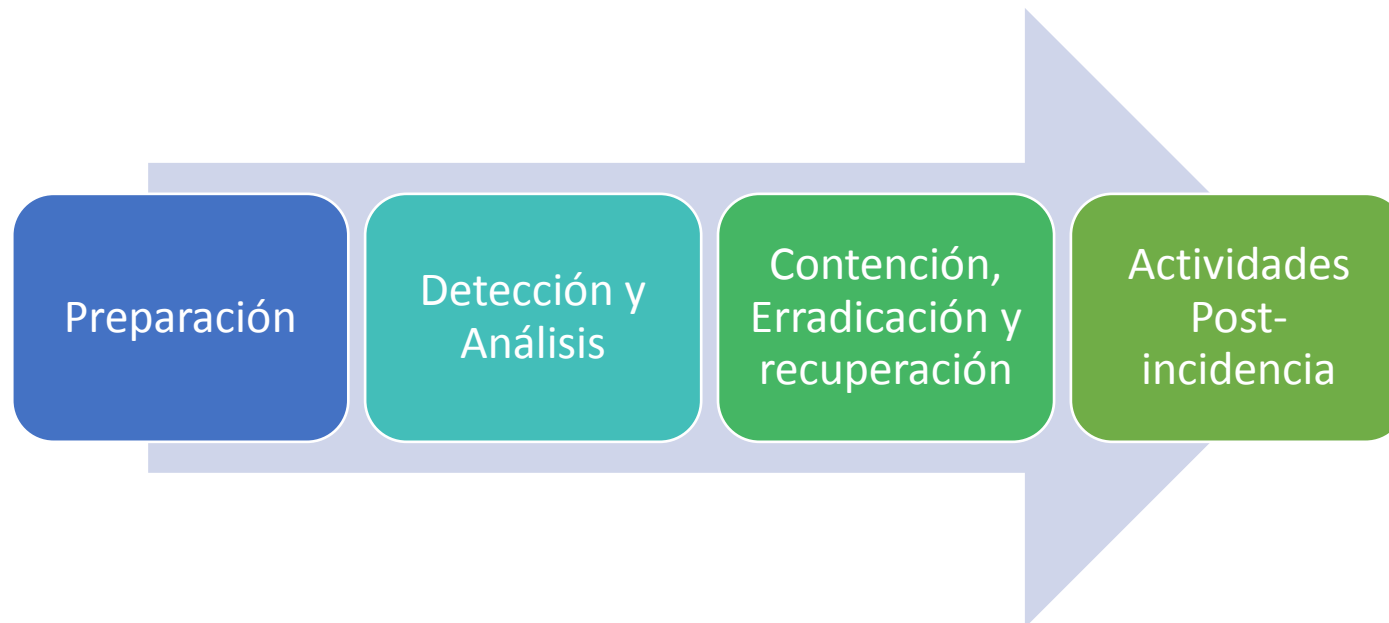 Preparación
Detección y
Análisis
Contención,
Erradicación y
recuperación
Actividades
Post-
incidencia